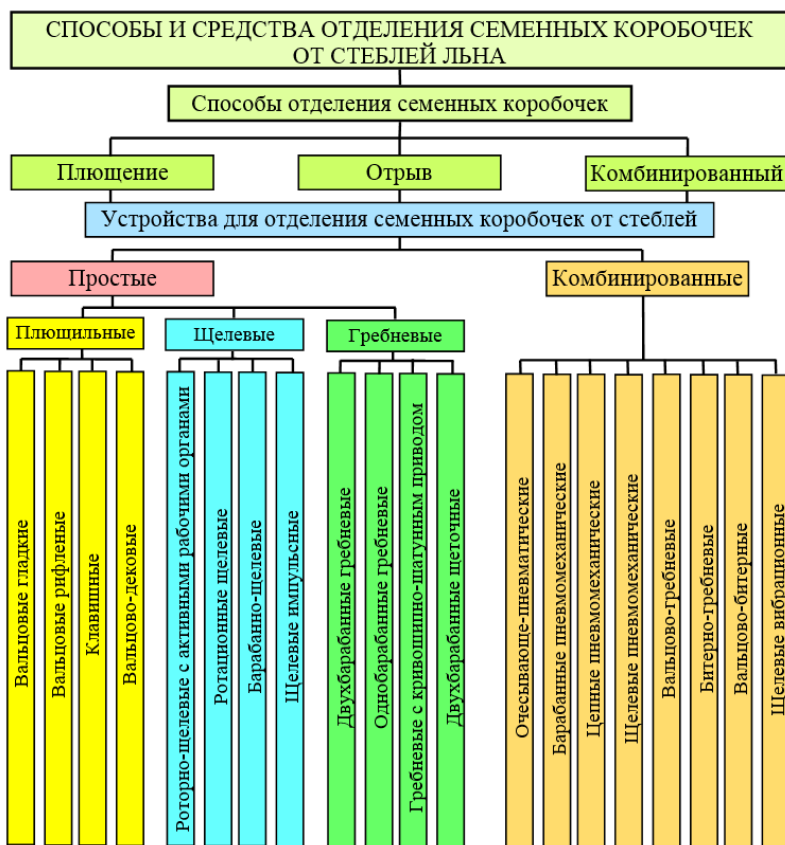 СПОСОБЫ И СРЕДСТВА ОТДЕЛЕНИЯ СЕМЕННЫХ КОРОБОЧЕК
ОТ СТЕБЛЕЙ ЛЬНА
Способы отделения семенных коробочек
Плющение
Отрыв
Комбинированный
Устройства для отделения семенных коробочек от стеблей
Простые
Комбинированные
Плющильные
Щелевые
Гребневые
Вальцовые гладкие
Вальцовые рифленые
Клавишные
Вальцово-дековые
Роторно-щелевые с активными рабочими органами
Ротационные щелевые
Барабанно-щелевые
Щелевые импульсные
Двухбарабанные гребневые
Однобарабанные гребневые
Гребневые с кривошипно-шатунным приводом
Двухбарабанные щеточные
Очесывающе-пневматические
Барабанные пневмомеханические
Цепные пневмомеханические
Щелевые пневмомеханические
Вальцово-гребневые
Битерно-гребневые
Вальцово-битерные
Щелевые вибрационные